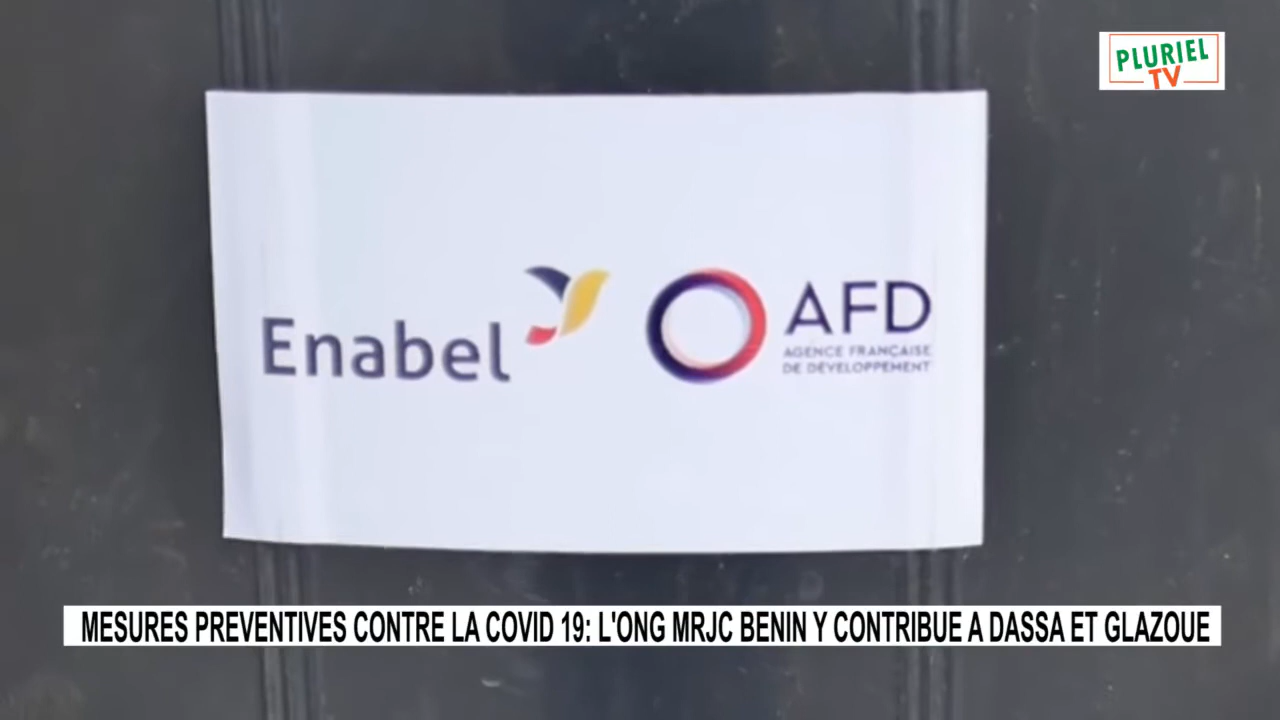 PLURIEL
TV
Enabel
AFD
AGENCE FRANÇAISE
DE DÉVELOPPEMENT
MESURES PREVENTIVES CONTRE LA COVID 19: L'ONG MRJC BENIN Y CONTRIBUE A DASSA ET GLAZOUE